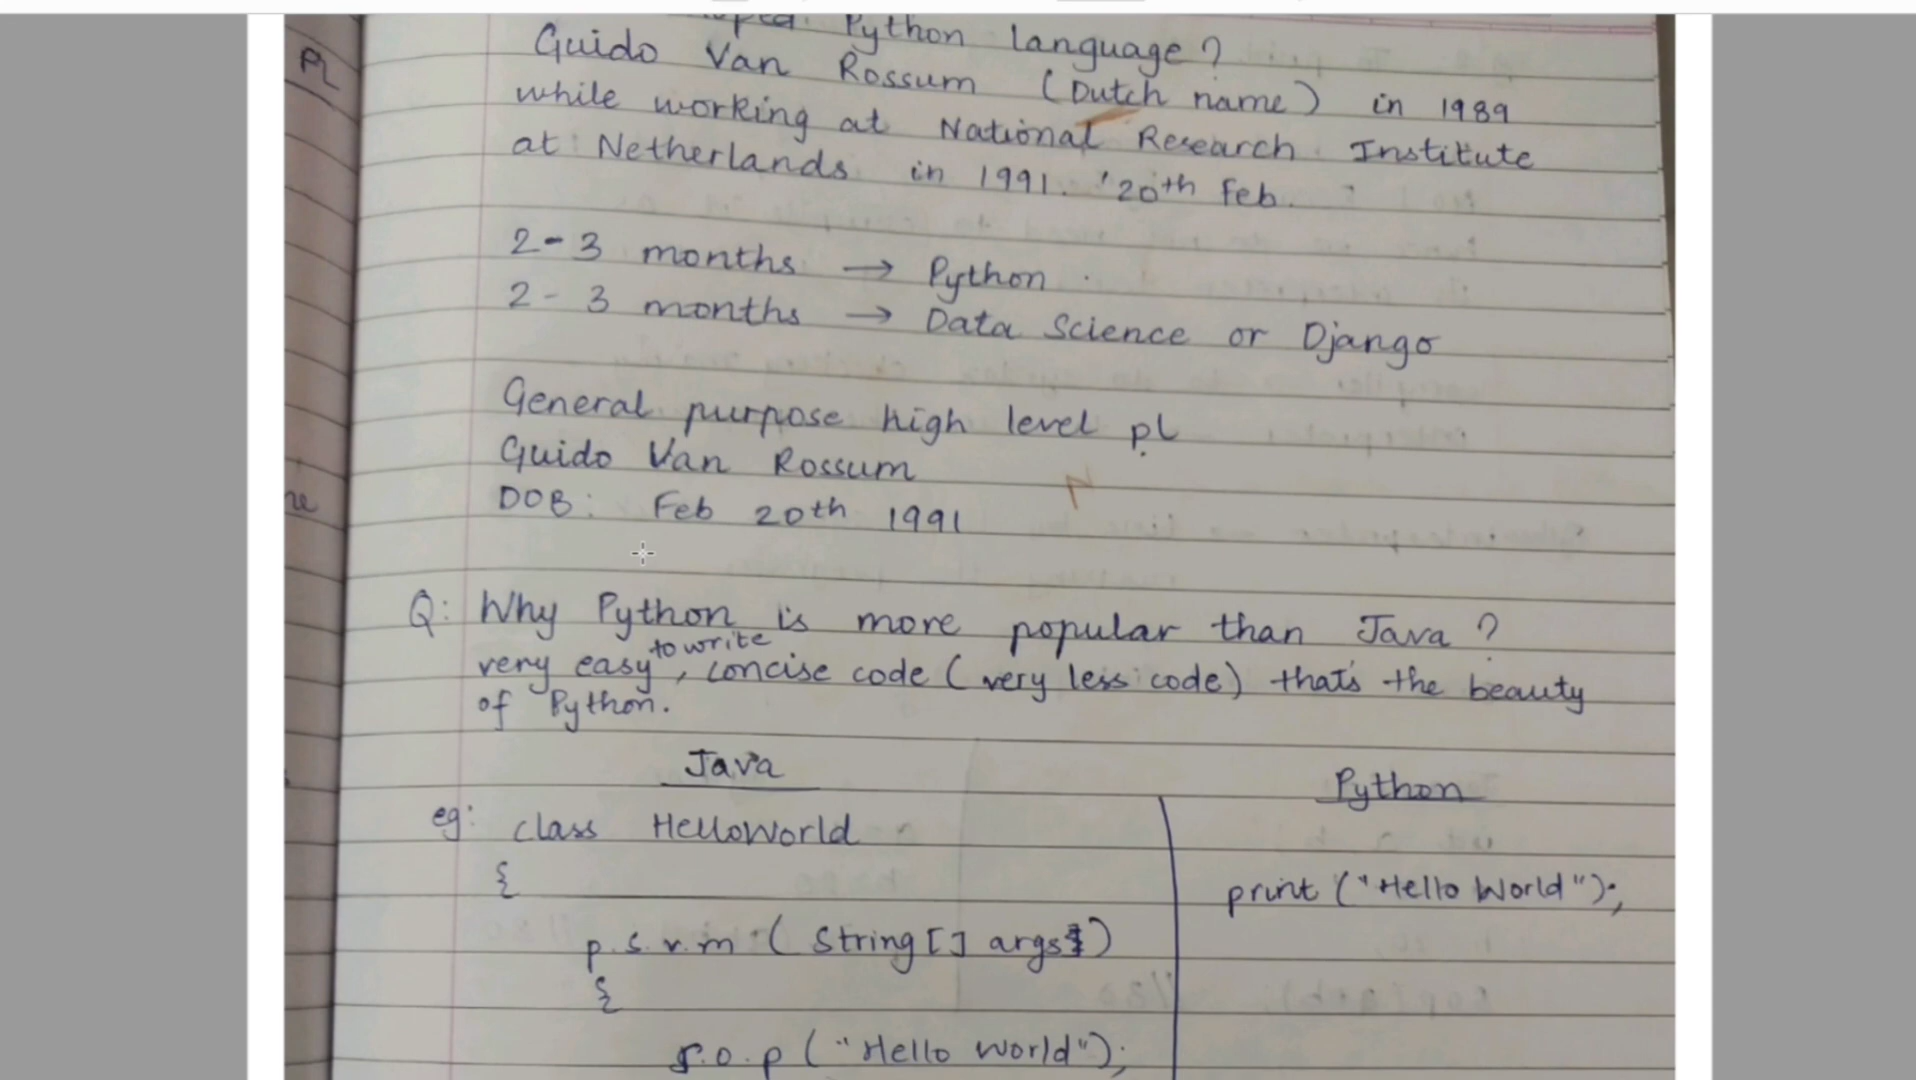 Python language?
Guido Van Rossum (Dutch name) in 1989
while working at National Research Institute
at Netherlands in 1991. '20th Feb.
2-3 months → Python.
2-3 months → Data Science or Django
General purpose high level pL
Guido Van Rossum
DOB: Feb 20th 1991
Q: Why Python is more popular than Java?
very easy to write, concise code (very less code) that's the beauty
of Python.
Java
Python
eg: class HelloWorld
{
print ("Hello World");
p.s.v.m (String[] args)
{
s.o.p ("Hello World");
PL